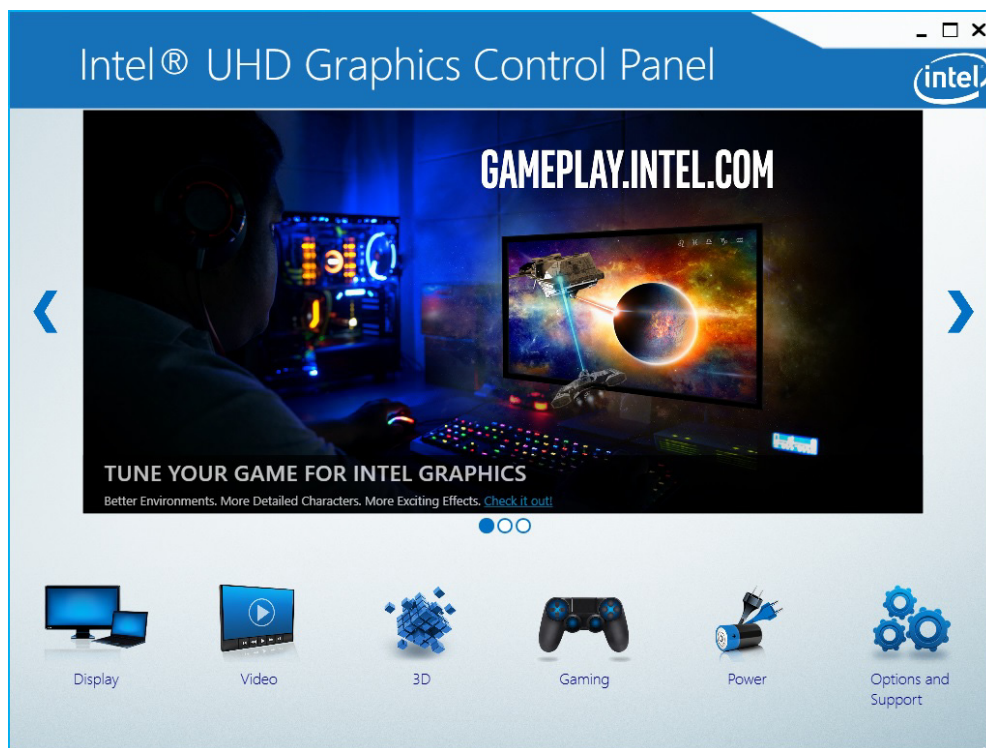 Intel® UHD Graphics Control Panel
intel
GAMEPLAY.INTEL.COM
TUNE YOUR GAME FOR INTEL GRAPHICS
Better Environments. More Detailed Characters. More Exciting Effects. Check it out!
Display
Video
3D
Gaming
Power
Options and
Support